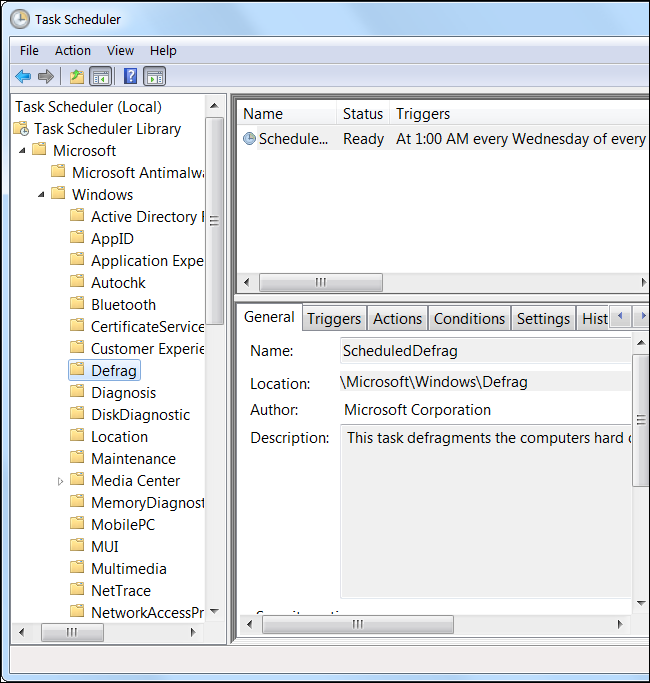 Task Scheduler
File Action View Help
Task Scheduler (Local)
Task Scheduler Library
Microsoft
Microsoft Antimalwa
Windows
Active Directory
AppID
Application Expe
Autochk
Bluetooth
CertificateService
Customer Experie
Defrag
Diagnosis
DiskDiagnostic
Location
Maintenance
Media Center
MemoryDiagnost
MobilePC
MUI
Multimedia
NetTrace
NetworkAccessPr
Name Status Triggers
Schedule... Ready At 1:00 AM every Wednesday of every
General Triggers Actions Conditions Settings Hist
Name: ScheduledDefrag
Location: \Microsoft\Windows\Defrag
Author: Microsoft Corporation
Description: This task defragments the computers hard